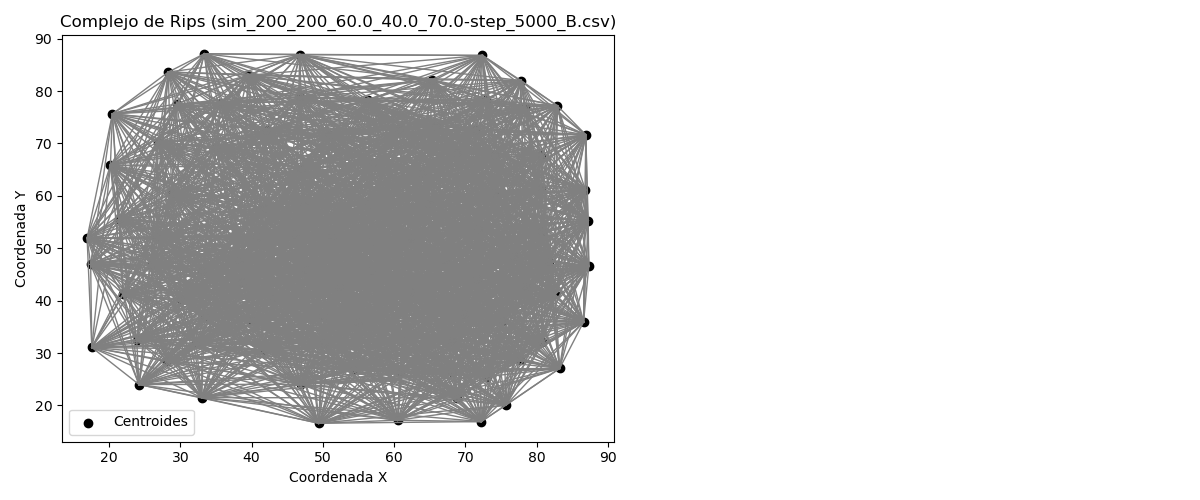 Complejo de Rips (sim_200_200_60.0_40.0_70.0-step_5000_B.csv)
90
80
70
60
50
40
30
20
Coordenada Y
Centroides
20 30 40 50 60 70 80 90
Coordenada X